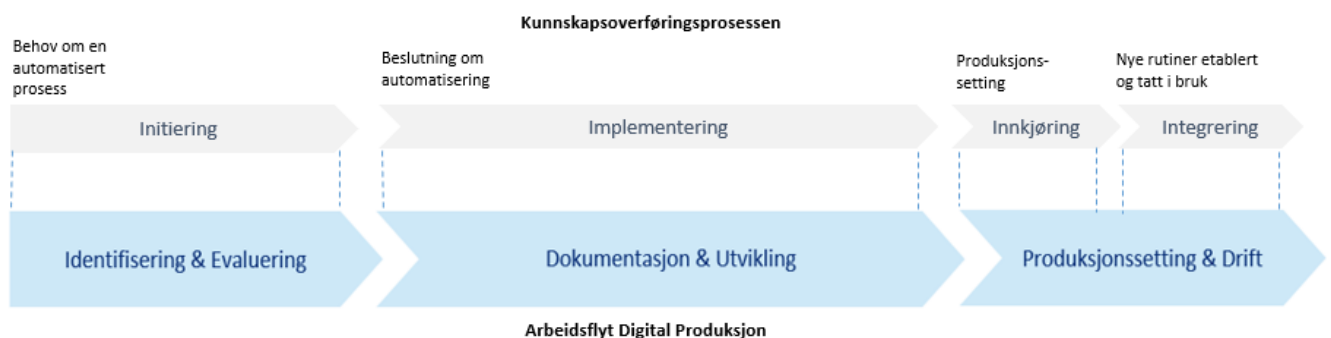 Kunnskapsoverføringsprosessen
Behov om en
automatisert
prosess
Beslutning om
automatisering
Produksjons-
setting
Nye rutiner etablert
og tatt i bruk
Initiering
Implementering
Innkjøring
Integrering
Identifisering & Evaluering
Dokumentasjon & Utvikling
Produksjonssetting & Drift
Arbeidsflyt Digital Produksjon